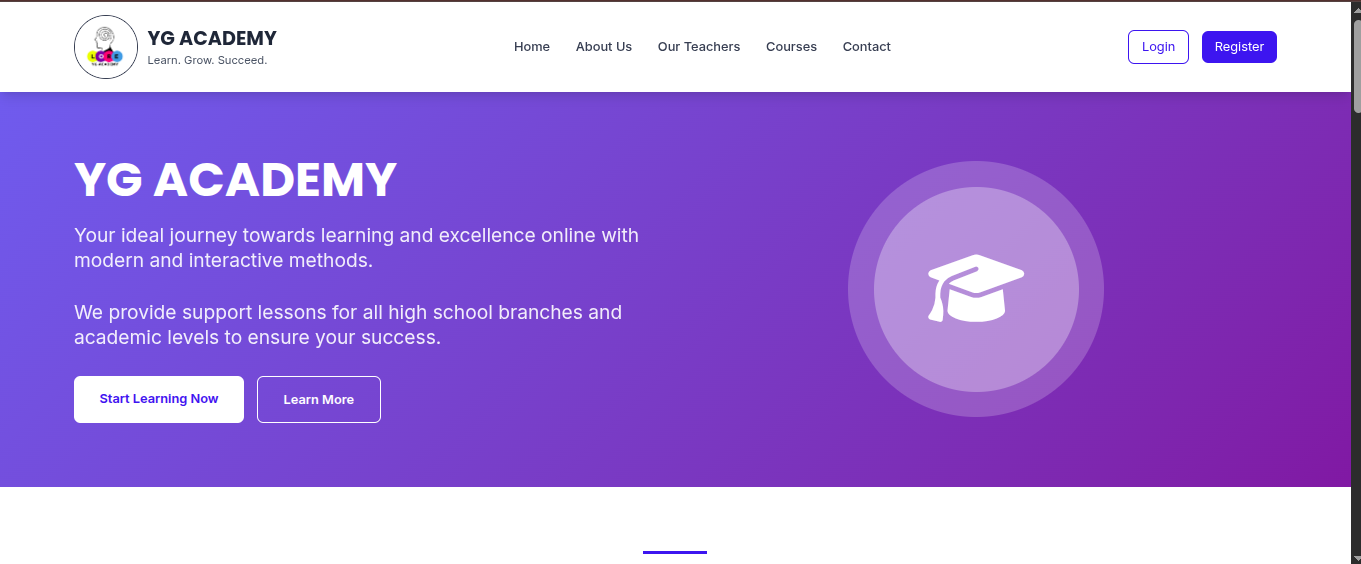 YG ACADEMY
Learn. Grow. Succeed.
Home About Us Our Teachers Courses Contact
Login Register
YG ACADEMY
Your ideal journey towards learning and excellence online with
modern and interactive methods.
We provide support lessons for all high school branches and
academic levels to ensure your success.
Start Learning Now Learn More